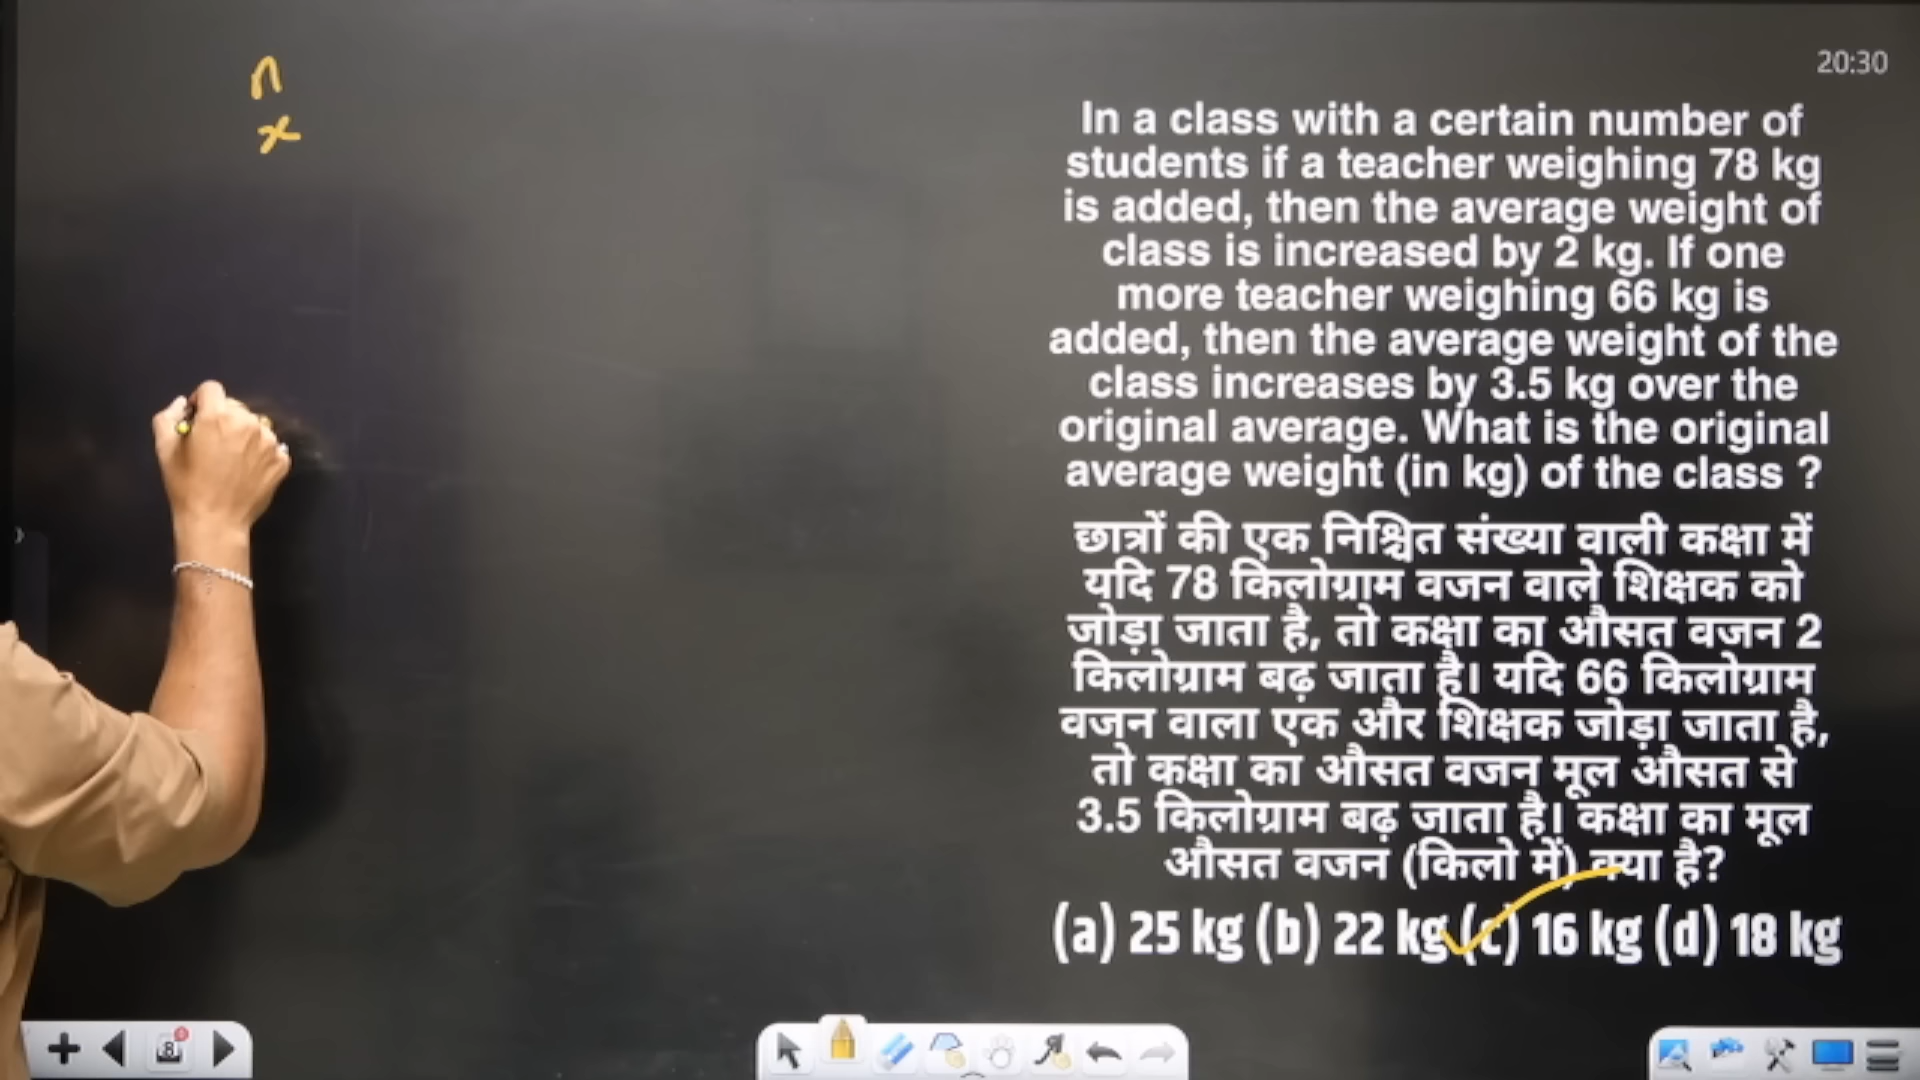 n
x
20:30
In a class with a certain number of
students if a teacher weighing 78 kg
is added, then the average weight of
class is increased by 2 kg. If one
more teacher weighing 66 kg is
added, then the average weight of the
class increases by 3.5 kg over the
original average. What is the original
average weight (in kg) of the class ?
छात्रों की एक निश्चित संख्या वाली कक्षा में
यदि 78 किलोग्राम वजन वाले शिक्षक को
जोड़ा जाता है, तो कक्षा का औसत वजन 2
किलोग्राम बढ़ जाता है। यदि 66 किलोग्राम
वजन वाला एक और शिक्षक जोड़ा जाता है,
तो कक्षा का औसत वजन मूल औसत से
3.5 किलोग्राम बढ़ जाता है। कक्षा का मूल
औसत वजन (किलो में) क्या है?
(a) 25 kg (b) 22 kg (c) 16 kg (d) 18 kg
8